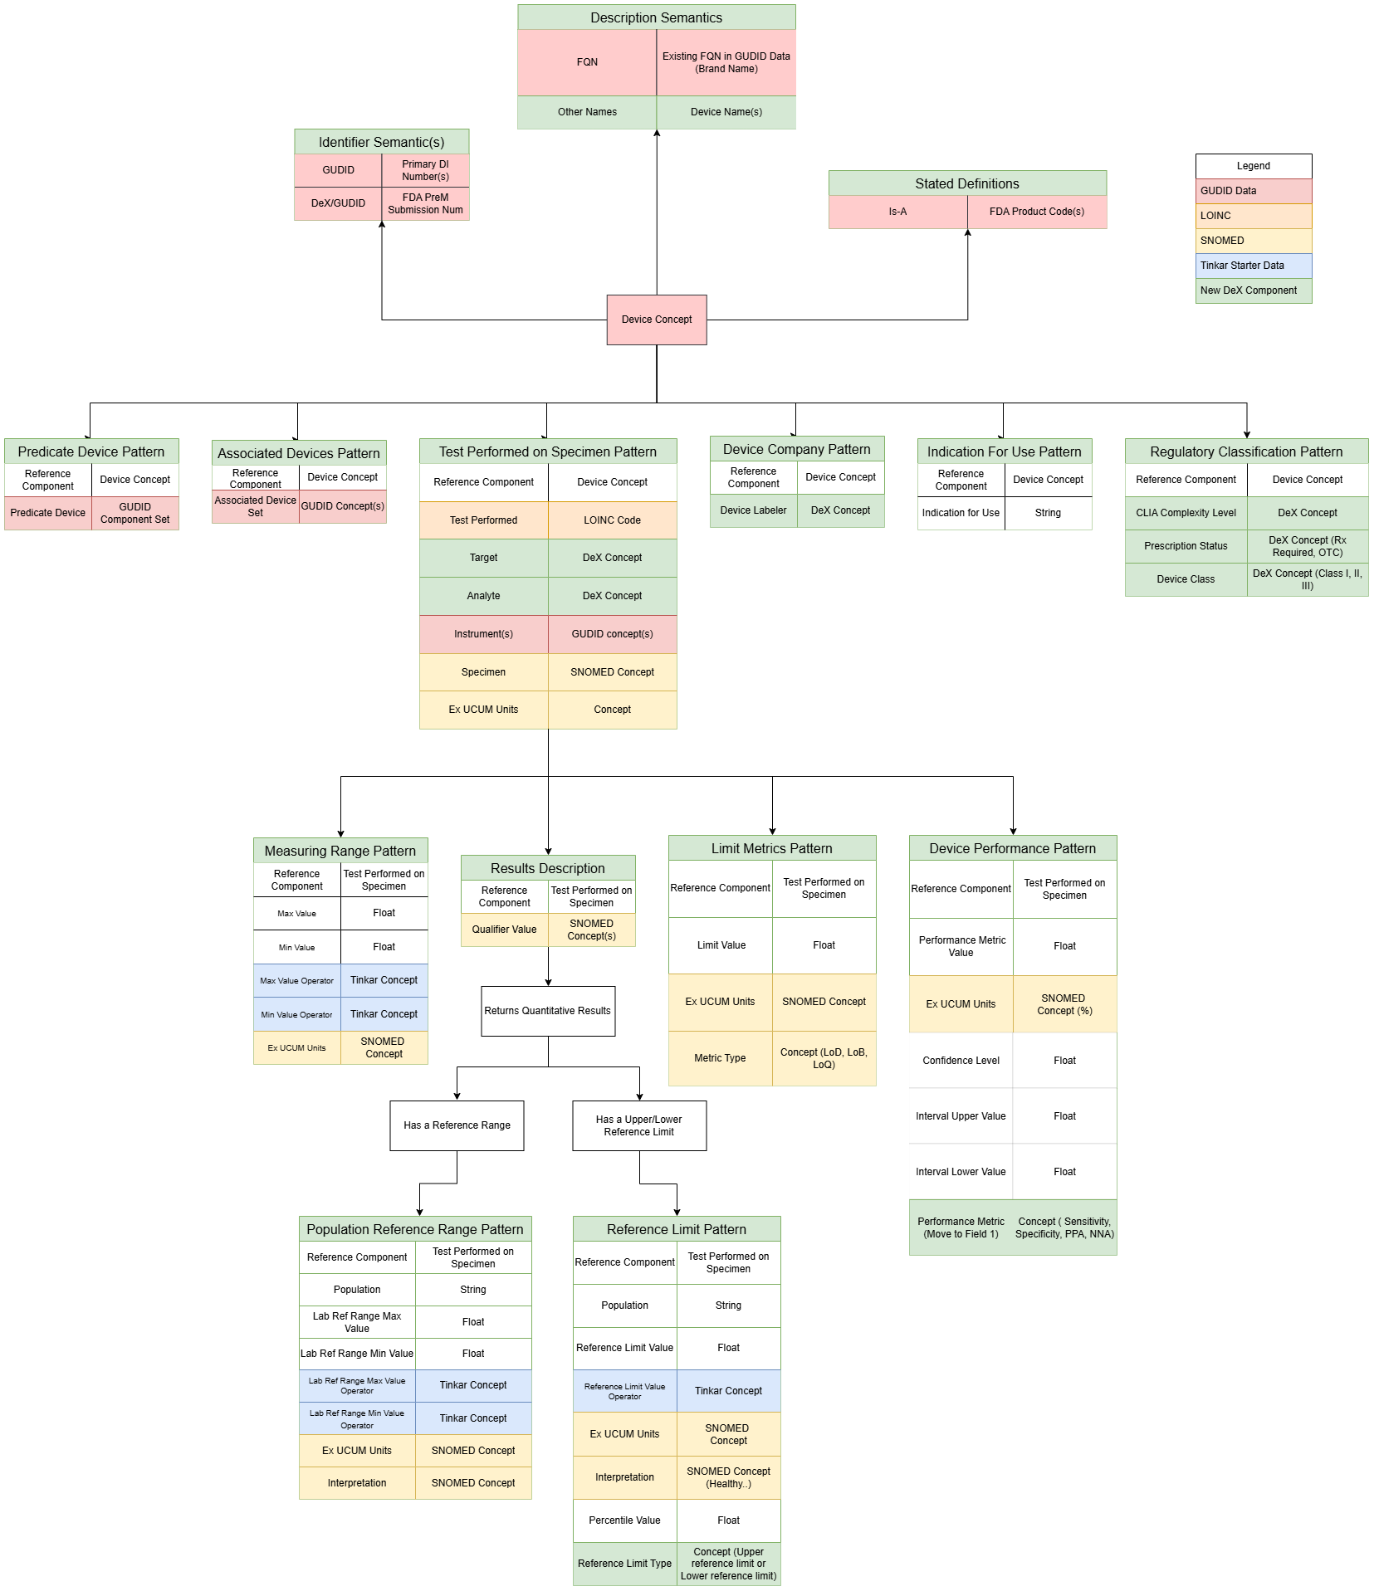 Description Semantics
FQN
Existing FQN in GUDID Data
(Brand Name)
Other Names
Device Name(s)
Identifier Semantic(s)
GUDID
Primary DI
Number(s)
DeX/GUDID
FDA PreM
Submission Num
Stated Definitions
Is-A
FDA Product Code(s)
Legend
GUDID Data
LOINC
SNOMED
Tinkar Starter Data
New DeX Component
Device Concept
Predicate Device Pattern
Reference
Component
Device Concept
Predicate Device
GUDID
Component Set
Associated Devices Pattern
Reference
Component
Device Concept
Associated Device
Set
GUDID Concept(s)
Test Performed on Specimen Pattern
Reference Component
Device Concept
Test Performed
LOINC Code
Target
DeX Concept
Analyte
DeX Concept
Instrument(s)
GUDID concept(s)
Specimen
SNOMED Concept
Ex UCUM Units
Concept
Device Company Pattern
Reference
Component
Device Concept
Device Labeler
DeX Concept
Indication For Use Pattern
Reference
Component
Device Concept
Indication for Use
String
Regulatory Classification Pattern
Reference Component
Device Concept
CLIA Complexity Level
DeX Concept
Prescription Status
DeX Concept (Rx
Required, OTC)
Device Class
DeX Concept (Class I, II,
III)
Measuring Range Pattern
Reference
Component
Test Performed on
Specimen
Max Value
Float
Min Value
Float
Max Value Operator
Tinkar Concept
Min Value Operator
Tinkar Concept
Ex UCUM Units
SNOMED
Concept
Results Description
Reference
Component
Test Performed on
Specimen
Qualifier Value
SNOMED
Concept(s)
Limit Metrics Pattern
Reference Component
Test Performed on
Specimen
Limit Value
Float
Ex UCUM Units
SNOMED Concept
Metric Type
Concept (LoD, LoB,
LoQ)
Device Performance Pattern
Reference Component
Test Performed on
Specimen
Performance Metric
Value
Float
Ex UCUM Units
SNOMED
Concept (%)
Confidence Level
Float
Interval Upper Value
Float
Interval Lower Value
Float
Performance Metric
(Move to Field 1)
Concept ( Sensitivity,
Specificity, PPA, NNA)
Returns Quantitative Results
Has a Reference Range
Has a Upper/Lower
Reference Limit
Population Reference Range Pattern
Reference Component
Test Performed on
Specimen
Population
String
Lab Ref Range Max
Value
Float
Lab Ref Range Min Value
Float
Lab Ref Range Max Value
Operator
Tinkar Concept
Lab Ref Range Min Value
Operator
Tinkar Concept
Ex UCUM Units
SNOMED Concept
Interpretation
SNOMED Concept
Reference Limit Pattern
Reference Component
Test Performed on
Specimen
Population
String
Reference Limit Value
Float
Reference Limit Value
Operator
Tinkar Concept
Ex UCUM Units
SNOMED
Concept
Interpretation
SNOMED Concept
(Healthy..)
Percentile Value
Float
Reference Limit Type
Concept (Upper
reference limit or
Lower reference limit)